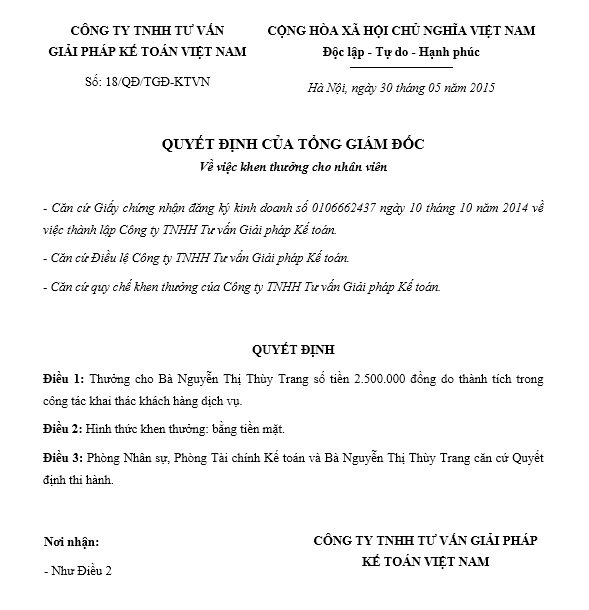 CÔNG TY TNHH TƯ VẤN
GIẢI PHÁP KẾ TOÁN VIỆT NAM
Số: 18/QĐ/TGĐ-KTVN
CỘNG HÒA XÃ HỘI CHỦ NGHĨA VIỆT NAM
Độc lập - Tự do - Hạnh phúc
Hà Nội, ngày 30 tháng 05 năm 2015
QUYẾT ĐỊNH CỦA TỔNG GIÁM ĐỐC
Về việc khen thưởng cho nhân viên
- Căn cứ Giấy chứng nhận đăng ký kinh doanh số 0106662437 ngày 10 tháng 10 năm 2014 về
việc thành lập Công ty TNHH Tư vấn Giải pháp Kế toán.
- Căn cứ Điều lệ Công ty TNHH Tư vấn Giải pháp Kế toán.
- Căn cứ quy chế khen thưởng của Công ty TNHH Tư vấn Giải pháp Kế toán.
QUYẾT ĐỊNH
Điều 1: Thưởng cho Bà Nguyễn Thị Thùy Trang số tiền 2.500.000 đồng do thành tích trong
công tác khai thác khách hàng dịch vụ.
Điều 2: Hình thức khen thưởng: bằng tiền mặt.
Điều 3: Phòng Nhân sự, Phòng Tài chính Kế toán và Bà Nguyễn Thị Thùy Trang căn cứ Quyết
định thi hành.
Nơi nhận:
- Như Điều 2
CÔNG TY TNHH TƯ VẤN GIẢI PHÁP
KẾ TOÁN VIỆT NAM